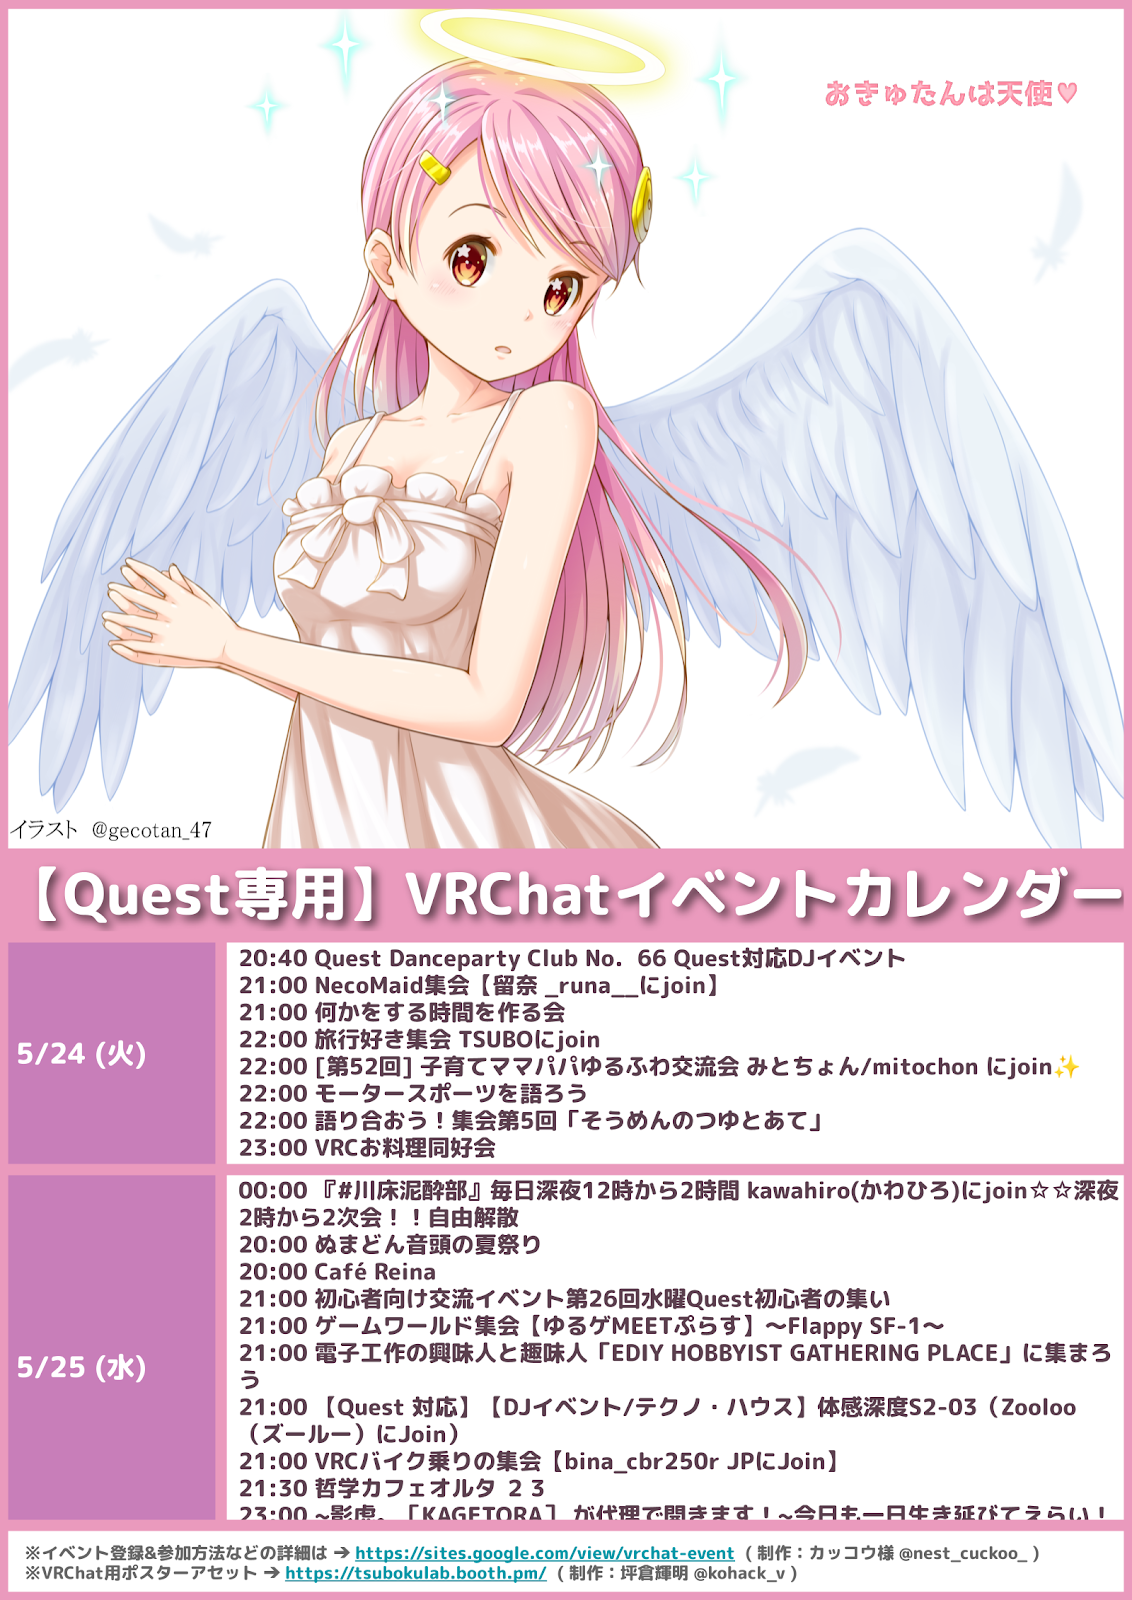 おきゅたんは天使♡
イラスト @gecotan_47
【Quest専用】VRChatイベントカレンダー
5/24 (火)
20:40 Quest Danceparty Club No. 66 Quest対応DJイベント
21:00 NecoMaid集会【留奈 _runa__にjoin】
21:00 何かをする時間を作る会
22:00 旅行好き集会 TSUBOにjoin
22:00 [第52回] 子育てママパパゆるふわ交流会 みとちょん/mitochon にjoin✨
22:00 モータースポーツを語ろう
22:00 語り合おう！集会第5回「そうめんのつゆとあて」
23:00 VRCお料理同好会
5/25 (水)
00:00 『#川床泥酔部』毎日深夜12時から2時間 kawahiro(かわひろ)にjoin☆☆深夜
2時から2次会！！自由解散
20:00 ぬまどん音頭の夏祭り
20:00 Café Reina
21:00 初心者向け交流イベント第26回水曜Quest初心者の集い
21:00 ゲームワールド集会【ゆるゲMEETぷらす】〜Flappy SF-1〜
21:00 電子工作の興味人と趣味人「EDIY HOBBYIST GATHERING PLACE」に集まろ
う
21:00 【Quest 対応】【DJイベント/テクノ・ハウス】体感深度S2-03（Zooloo
（ズールー）にJoin）
21:00 VRCバイク乗りの集会【bina_cbr250r JPにJoin】
21:30 哲学カフェオルタ ２３
23:00 ~影虎。［KAGETORA］ が代理で開きます！~今日も一日生き延びてえらい！
※イベント登録&参加方法などの詳細は → https://sites.google.com/view/vrchat-event ( 制作：カッコウ様 @nest_cuckoo_ )
※VRChat用ポスターアセット → https://tsubokulab.booth.pm/ ( 制作：坪倉輝明 @kohack_v )